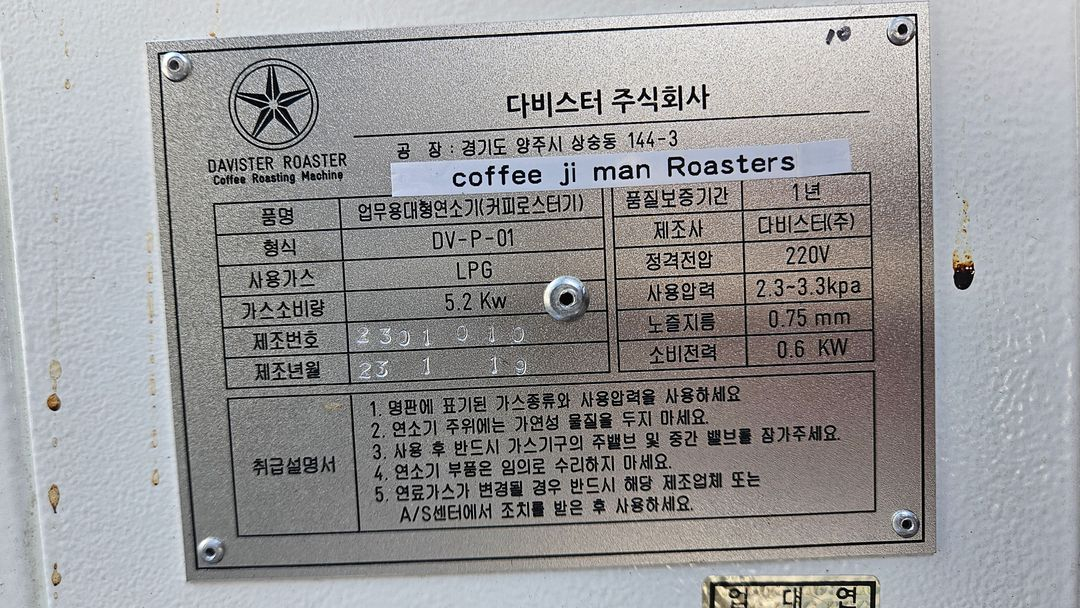 10
다비스터 주식회사
DAVISTER ROASTER
Coffee Roasting Machine
공 장 : 경기도 양주시 상숭동 144-3
coffee ji man Roasters
품명 업무용대형연소기(커피로스터기)
형식 DV-P-01
사용가스 LPG
가스소비량 5.2 Kw
제조번호 2301 010
제조년월 23 1 19
품질보증기간 1년
제조사 다비스터(주)
정격전압 220V
사용압력 2.3~3.3kpa
노즐지름 0.75 mm
소비전력 0.6 KW
취급설명서
1. 명판에 표기된 가스종류와 사용압력을 사용하세요
2. 연소기 주위에는 가연성 물질을 두지 마세요.
3. 사용 후 반드시 가스기구의 주밸브 및 중간 밸브를 잠가주세요.
4. 연소기 부품은 임의로 수리하지 마세요.
5. 연료가스가 변경될 경우 반드시 해당 제조업체 또는
A/S센터에서 조치를 받은 후 사용하세요.
업 대 연